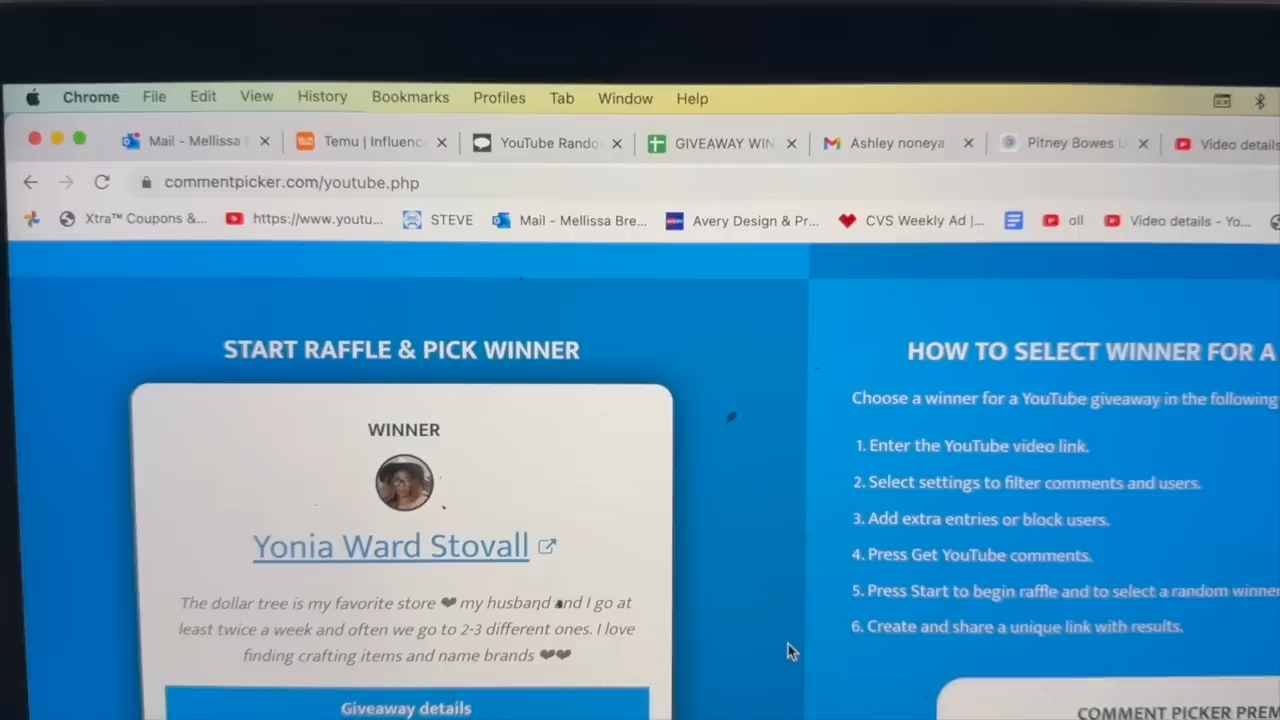 Chrome File Edit View History Bookmarks Profiles Tab Window Help
Mail - Mellissa Temu | Influenc YouTube Rando GIVEAWAY WIN Ashley noneya Pitney Bowes Video details
commentpicker.com/youtube.php
Xtra™ Coupons &... https://www.youtu... STEVE Mail - Mellissa Bre... Avery Design & Pr... CVS Weekly Ad |... oll Video details - Yo...
START RAFFLE & PICK WINNER
WINNER
Yonia Ward Stovall
The dollar tree is my favorite store ❤ my husband and I go at
least twice a week and often we go to 2-3 different ones. I love
finding crafting items and name brands ❤❤
Giveaway details
HOW TO SELECT WINNER FOR A
Choose a winner for a YouTube giveaway in the following
1. Enter the YouTube video link.
2. Select settings to filter comments and users.
3. Add extra entries or block users.
4. Press Get YouTube comments.
5. Press Start to begin raffle and to select a random winner
6. Create and share a unique link with results.
COMMENT PICKER PREM